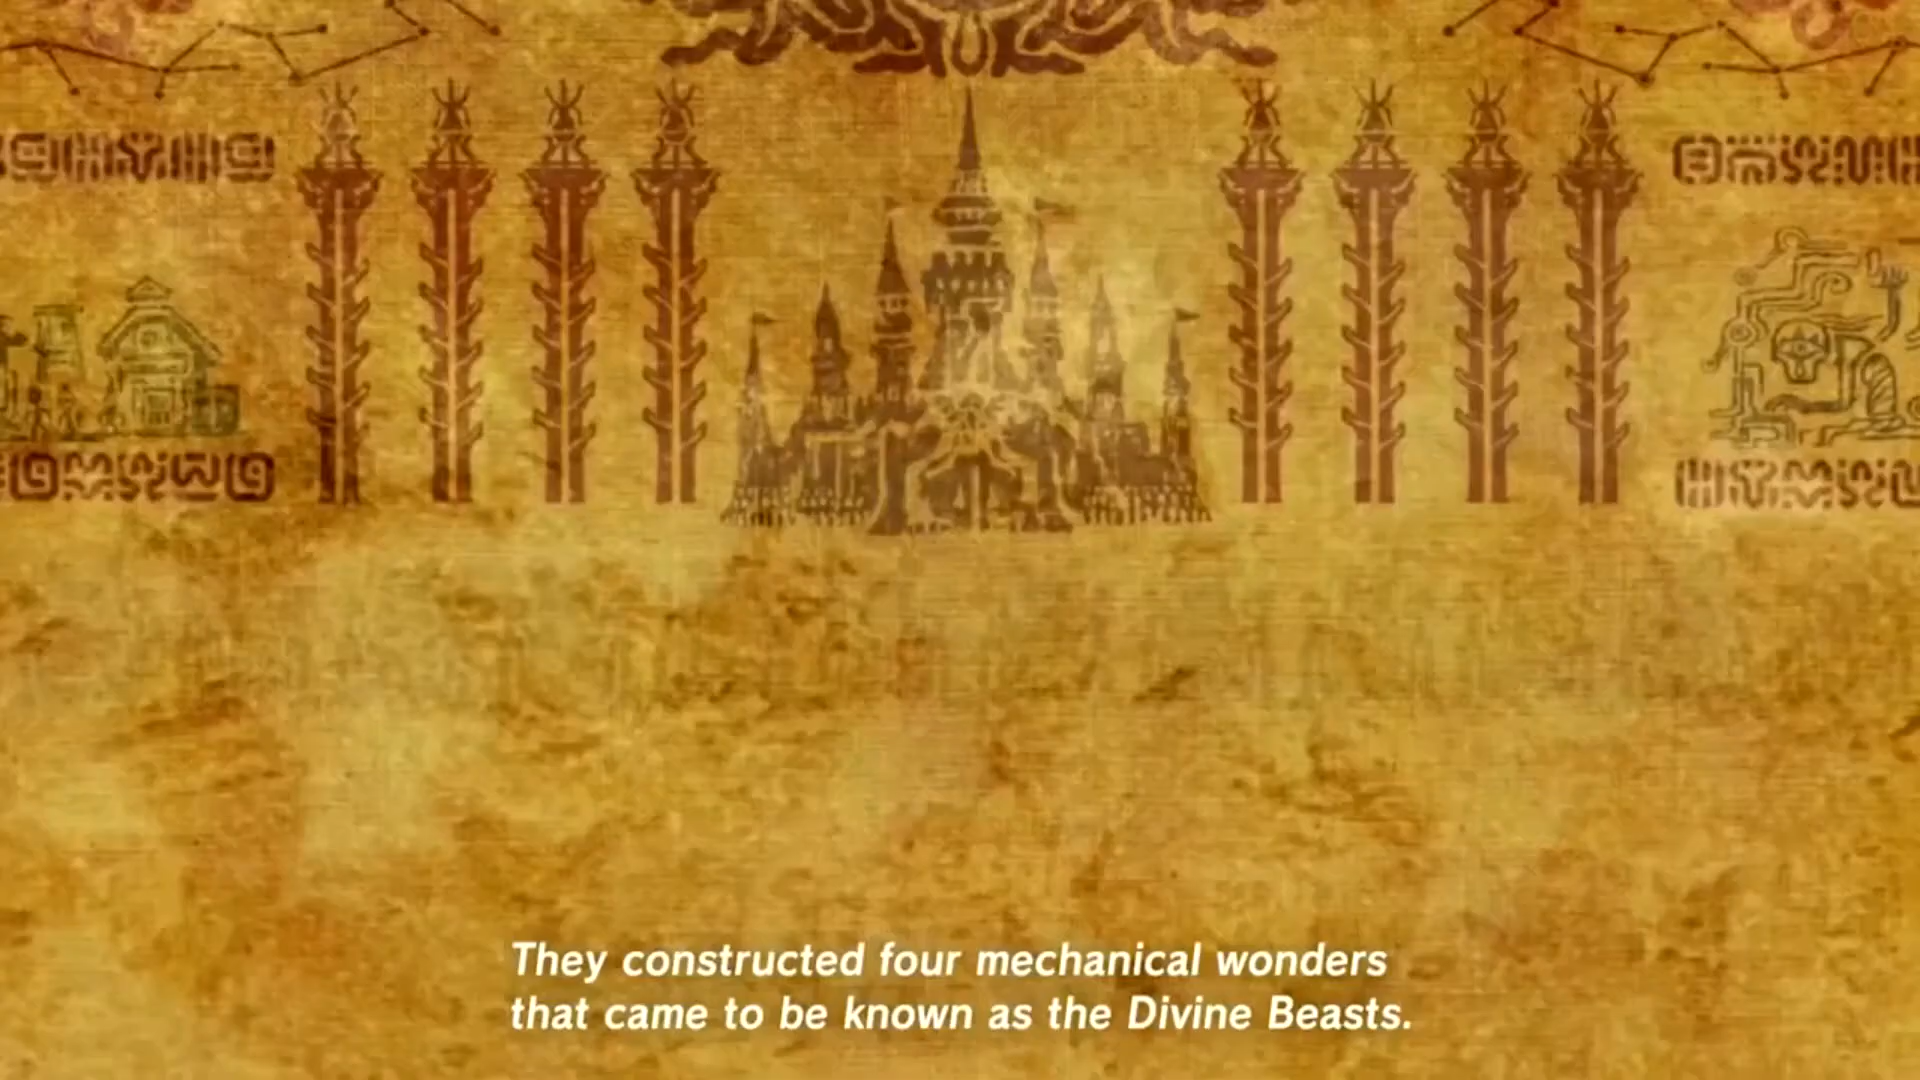 They constructed four mechanical wonders
that came to be known as the Divine Beasts.